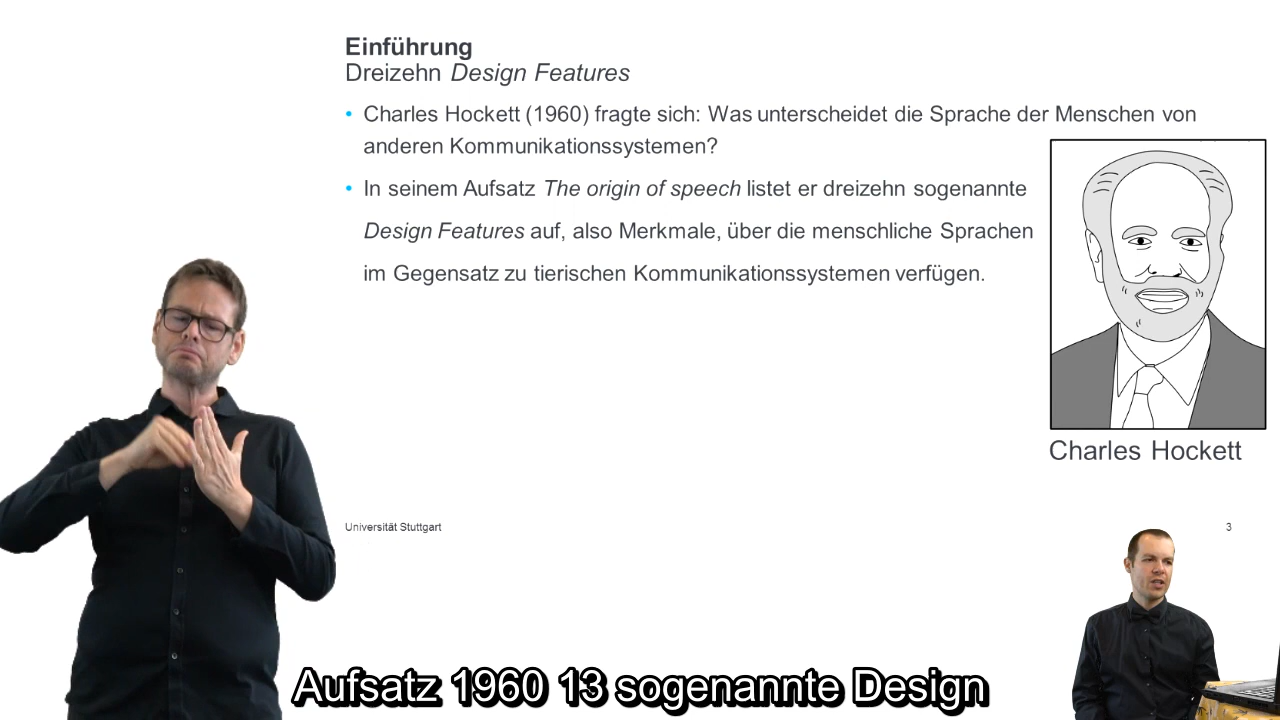 Einführung
Dreizehn Design Features
• Charles Hockett (1960) fragte sich: Was unterscheidet die Sprache der Menschen von
anderen Kommunikationssystemen?
• In seinem Aufsatz The origin of speech listet er dreizehn sogenannte
Design Features auf, also Merkmale, über die menschliche Sprachen
im Gegensatz zu tierischen Kommunikationssystemen verfügen.
Charles Hockett
Universität Stuttgart
3
Aufsatz 1960 13 sogenannte Design